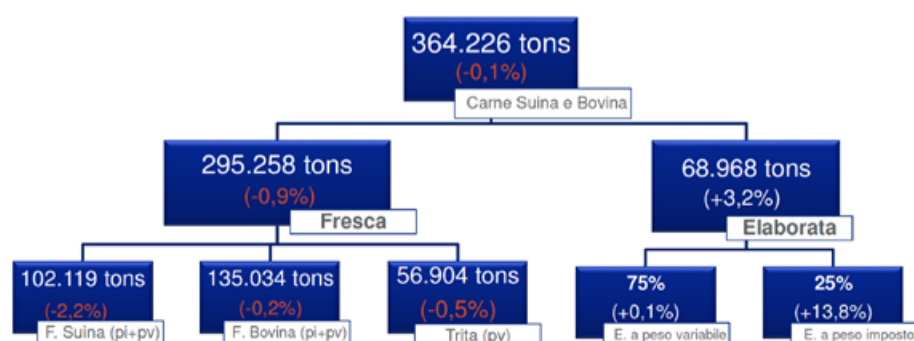 364.226 tons
(-0,1%)
Carne Suina e Bovina
295.258 tons
(-0,9%)
Fresca
68.968 tons
(+3,2%)
Elaborata
102.119 tons
(-2,2%)
F. Suina (pi+pv)
135.034 tons
(-0,2%)
F. Bovina (pi+pv)
56.904 tons
(-0,5%)
Trita (pv)
75%
(+0,1%)
E. a peso variabile
25%
(+13,8%)
E. a peso imposto